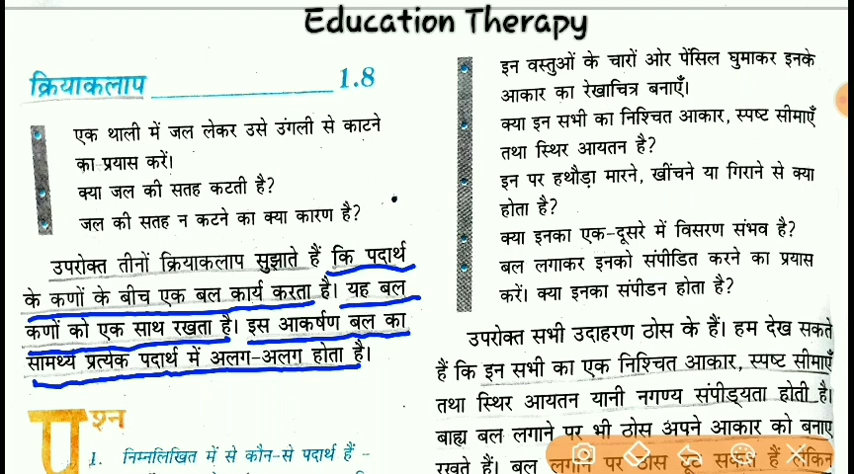 Education Therapy
क्रियाकलाप 1.8
एक थाली में जल लेकर उसे उंगली से काटने
का प्रयास करें।
क्या जल की सतह कटती है?
जल की सतह न कटने का क्या कारण है?
उपरोक्त तीनों क्रियाकलाप सुझाते हैं कि पदार्थ
के कणों के बीच एक बल कार्य करता है। यह बल
कणों को एक साथ रखता है। इस आकर्षण बल का
सामर्थ्य प्रत्येक पदार्थ में अलग-अलग होता है।
प्रश्न
1. निम्नलिखित में से कौन-से पदार्थ हैं -
इन वस्तुओं के चारों ओर पेंसिल घुमाकर इनके
आकार का रेखाचित्र बनाएँ।
क्या इन सभी का निश्चित आकार, स्पष्ट सीमाएँ
तथा स्थिर आयतन है?
इन पर हथौड़ा मारने, खींचने या गिराने से क्या
होता है?
क्या इनका एक-दूसरे में विसरण संभव है?
बल लगाकर इनको संपीडित करने का प्रयास
करें। क्या इनका संपीडन होता है?
उपरोक्त सभी उदाहरण ठोस के हैं। हम देख सकते
हैं कि इन सभी का एक निश्चित आकार, स्पष्ट सीमाएँ
तथा स्थिर आयतन यानी नगण्य संपीड्यता होती है।
बाह्य बल लगाने पर भी ठोस अपने आकार को बनाए
रखते हैं। बल लगाने पर ठोस टूट सकते हैं लेकिन